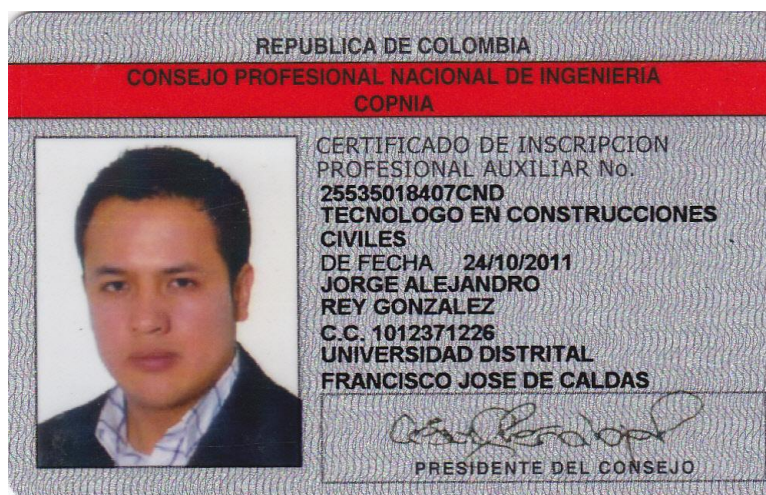 REPUBLICA DE COLOMBIA
CONSEJO PROFESIONAL NACIONAL DE INGENIERÍA
COPNIA
CERTIFICADO DE INSCRIPCION
PROFESIONAL AUXILIAR No.
25535018407CND
TECNOLOGO EN CONSTRUCCIONES
CIVILES
DE FECHA 24/10/2011
JORGE ALEJANDRO
REY GONZALEZ
C.C. 1012371226
UNIVERSIDAD DISTRITAL
FRANCISCO JOSE DE CALDAS
PRESIDENTE DEL CONSEJO